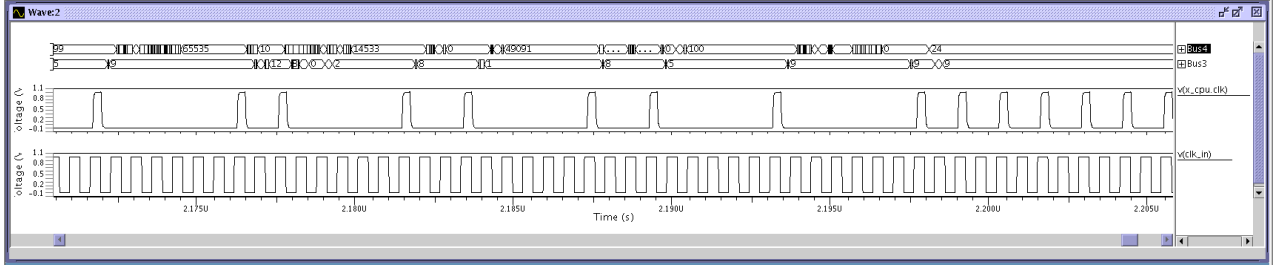 Wave:2
99 65535 10 14533 0 49091 ... ... 0 100 0 24
Bus4
5 9 12 0 2 8 1 8 5 9 9 9
Bus3
1.1
0.8
0.5
0.2
-0.1
v(x_cpu.clk)
1.1
0.8
0.5
0.2
-0.1
v(clk_in)
2.175U 2.180U 2.185U 2.190U 2.195U 2.200U 2.205U
Time (s)